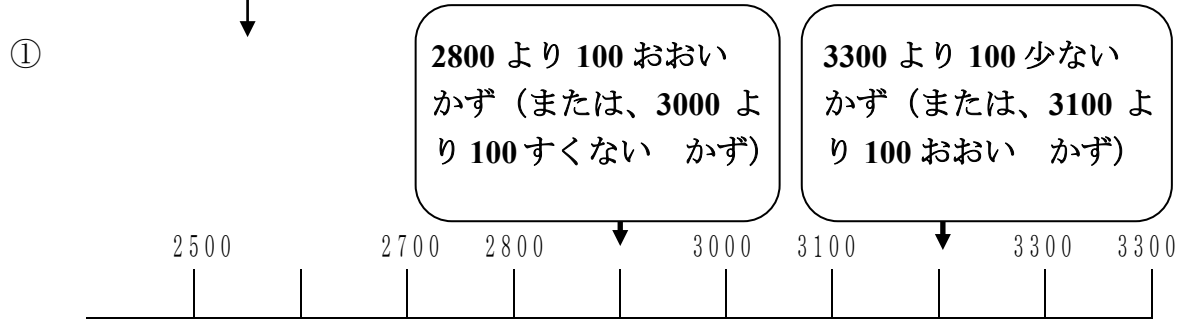 ①
2800 より 100 おおい
かず（または、3000 よ
り 100 すくない　かず）
3300 より 100 少ない
かず（または、3100 よ
り 100 おおい　かず）
2500 2700 2800 3000 3100 3300 3300